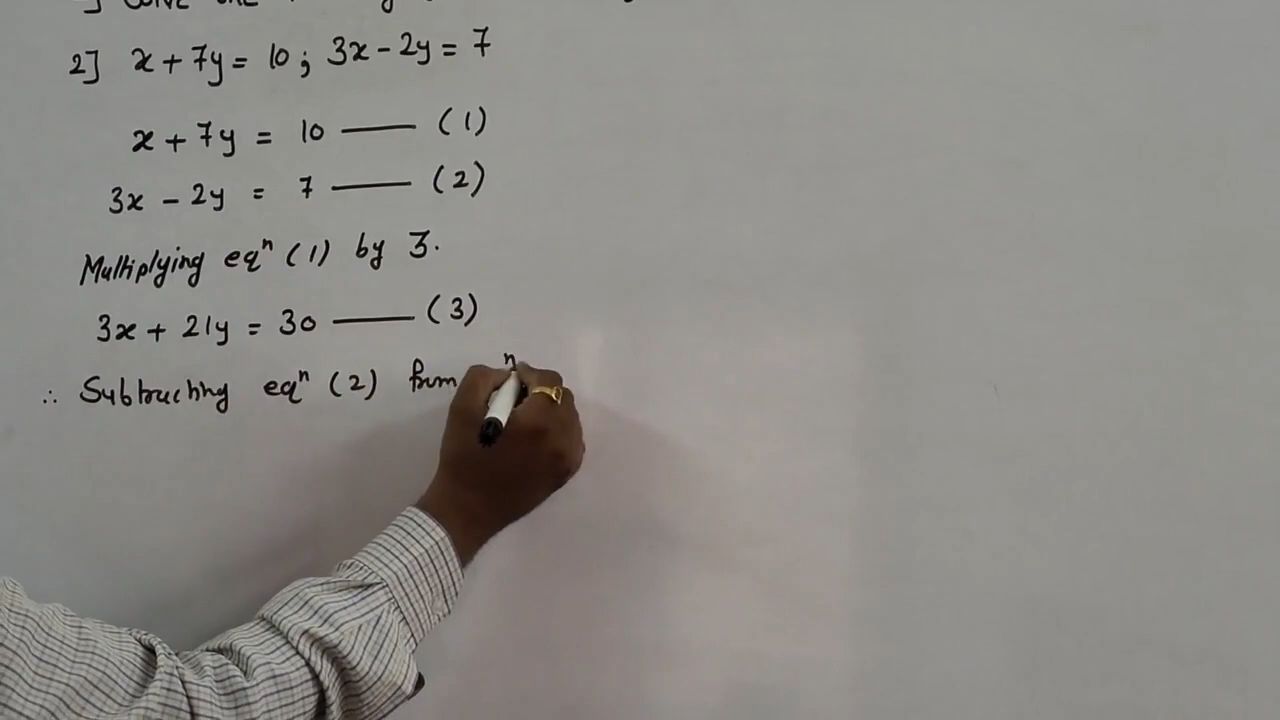 2] x + 7y = 10 ; 3x - 2y = 7
x + 7y = 10 —— (1)
3x - 2y = 7 —— (2)
Multiplying eqⁿ (1) by 3.
3x + 21y = 30 —— (3)
∴ Subtracting eqⁿ (2) from